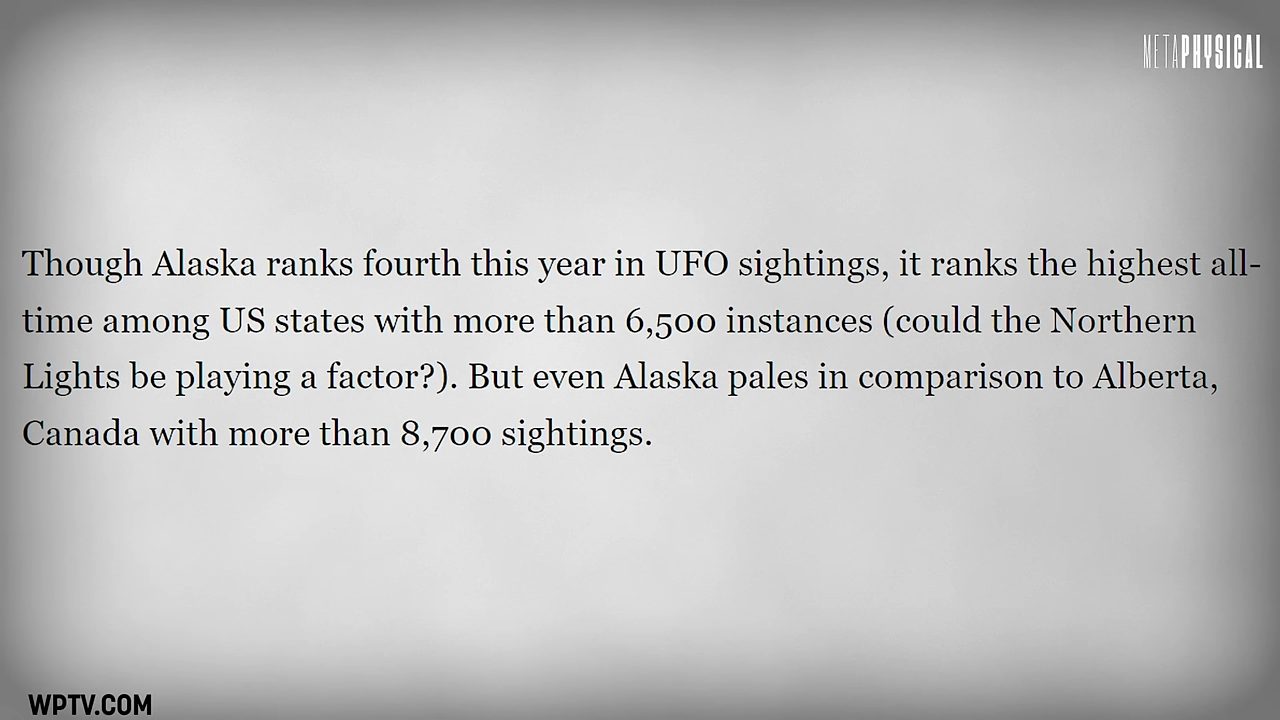 METAPHYSICAL
Though Alaska ranks fourth this year in UFO sightings, it ranks the highest all-
time among US states with more than 6,500 instances (could the Northern
Lights be playing a factor?). But even Alaska pales in comparison to Alberta,
Canada with more than 8,700 sightings.
WPTV.COM